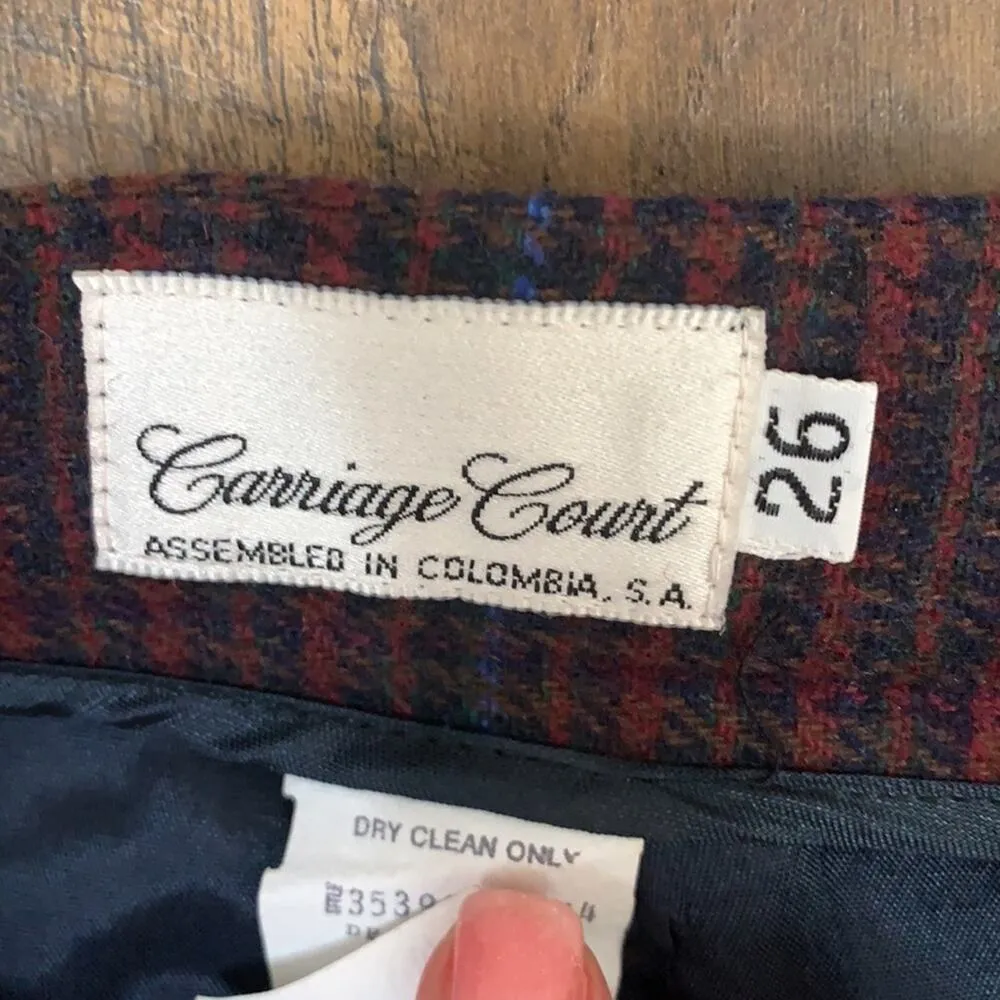 Carriage Court
ASSEMBLED IN COLOMBIA, S.A.
26
DRY CLEAN ONLY